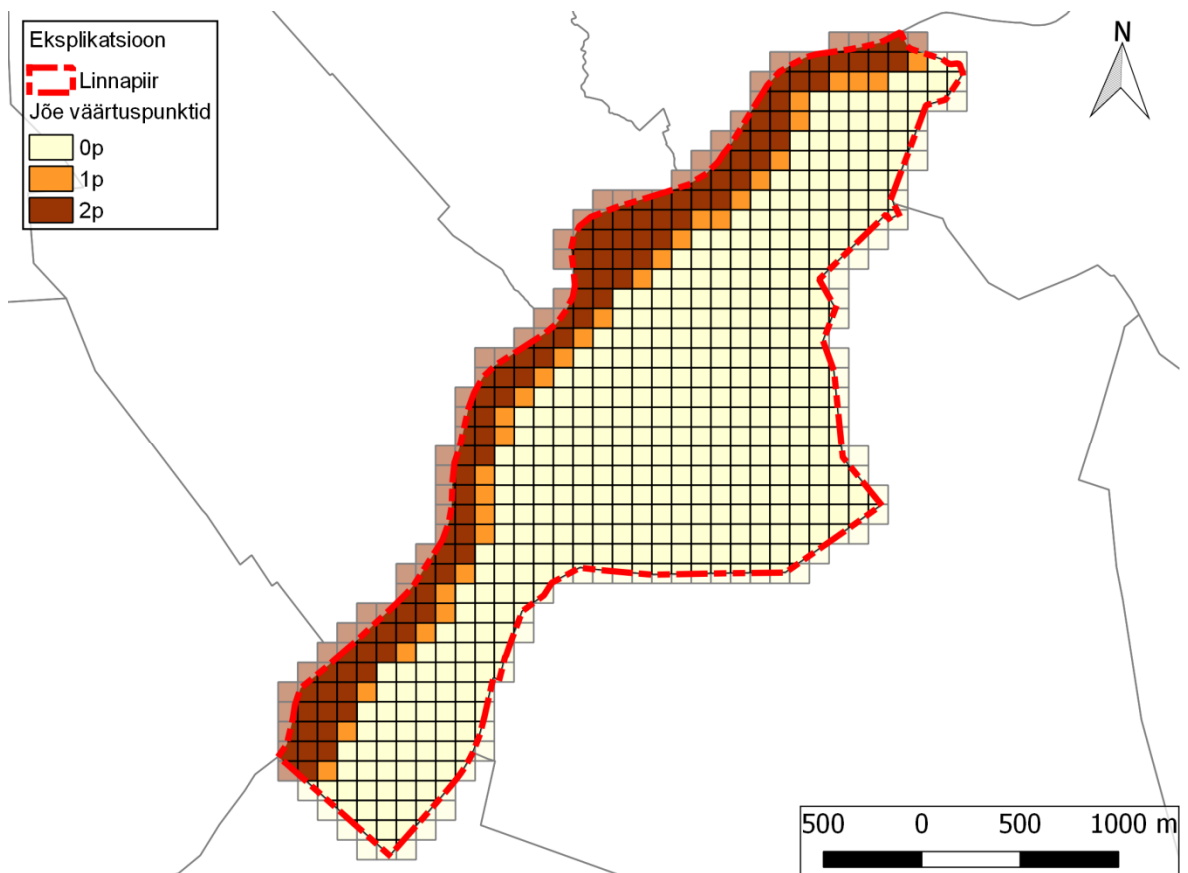 Eksplikatsioon
Linnapiir
Jõe väärtuspunktid
0p
1p
2p
N
500 0 500 1000 m